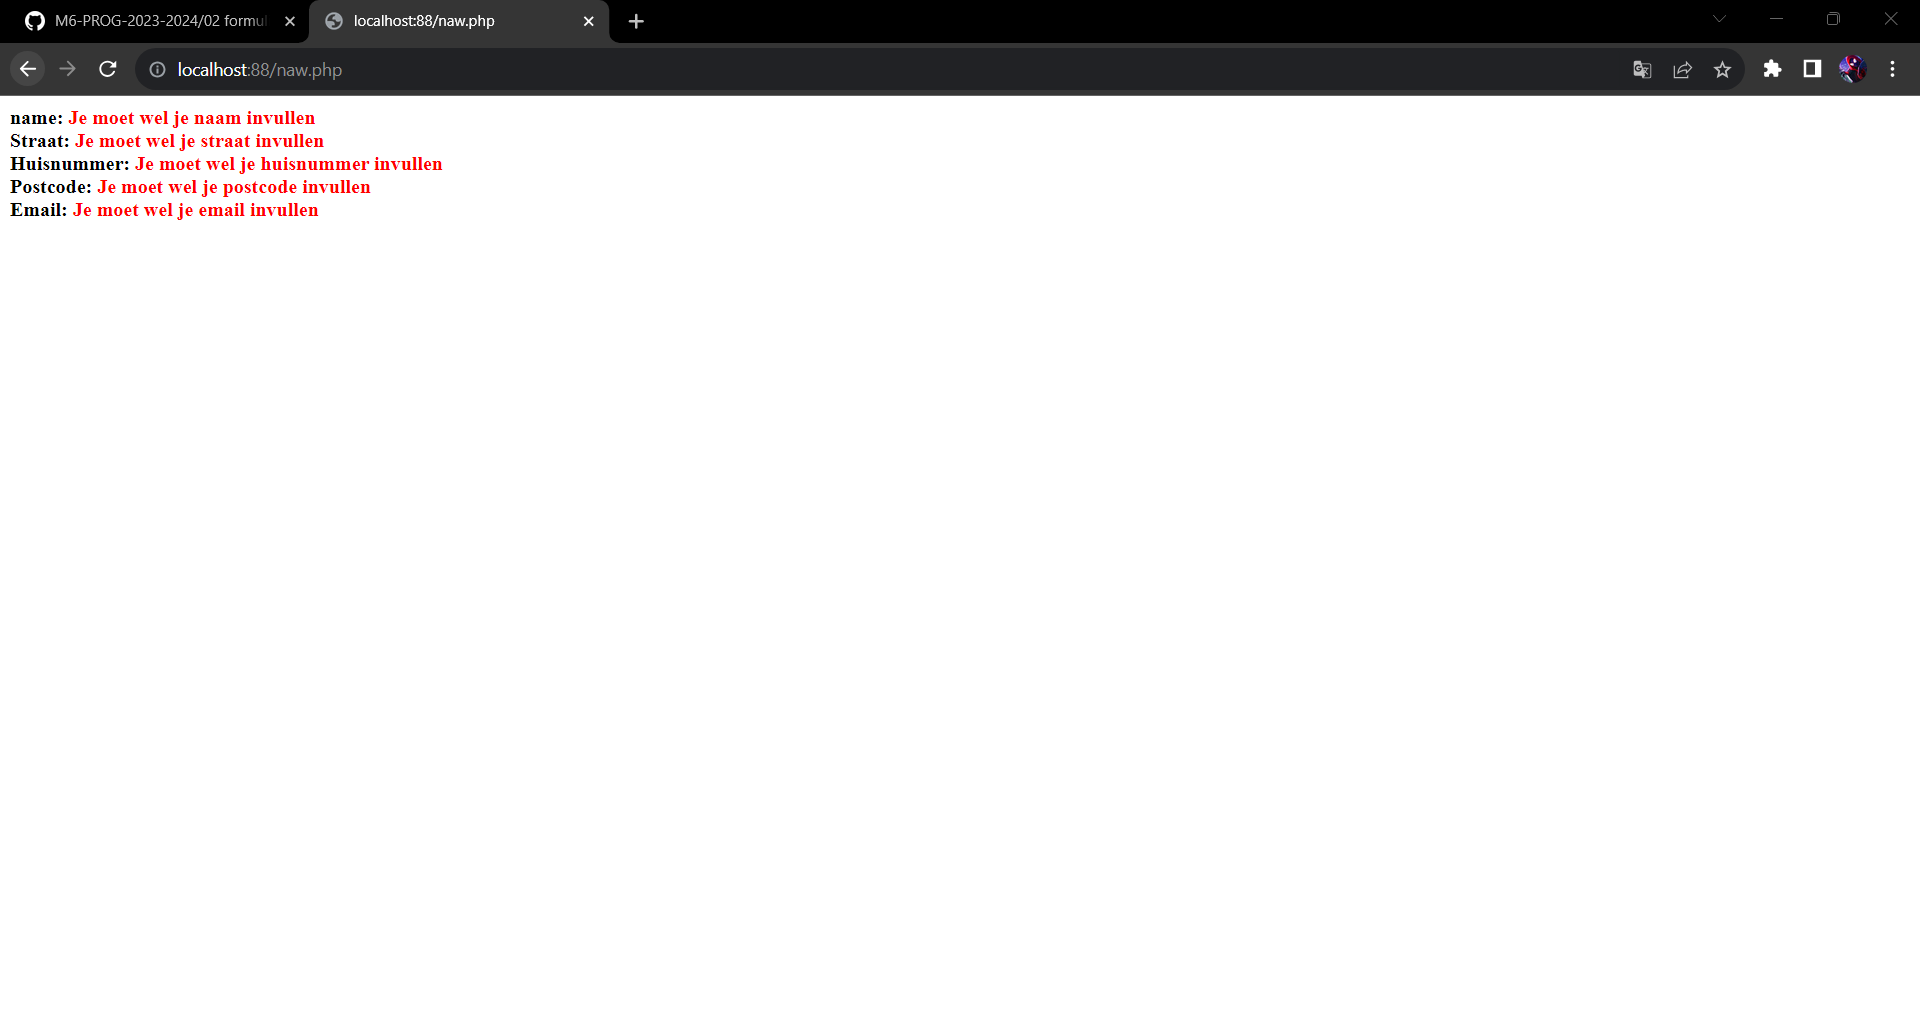 M6-PROG-2023-2024/02 formul
localhost:88/naw.php
localhost:88/naw.php
name: Je moet wel je naam invullen
Straat: Je moet wel je straat invullen
Huisnummer: Je moet wel je huisnummer invullen
Postcode: Je moet wel je postcode invullen
Email: Je moet wel je email invullen